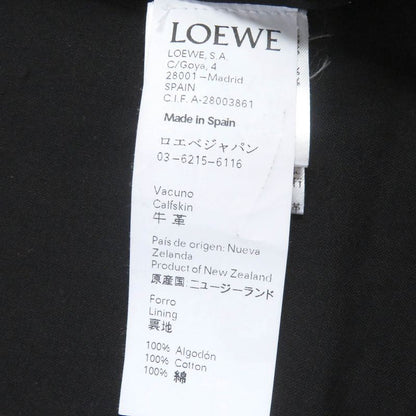 LOEWE
LOEWE, S.A.
C/Goya, 4
28001-Madrid
SPAIN
C.I.F. A-28003861
Made in Spain
ロエベジャパン
03-6215-6116
Vacuno
Calfskin
牛革
País de origen: Nueva
Zelanda
Product of New Zealand
原産国:ニュージーランド
Forro
Lining
裏地
100% Algodón
100% Cotton
100% 綿
革